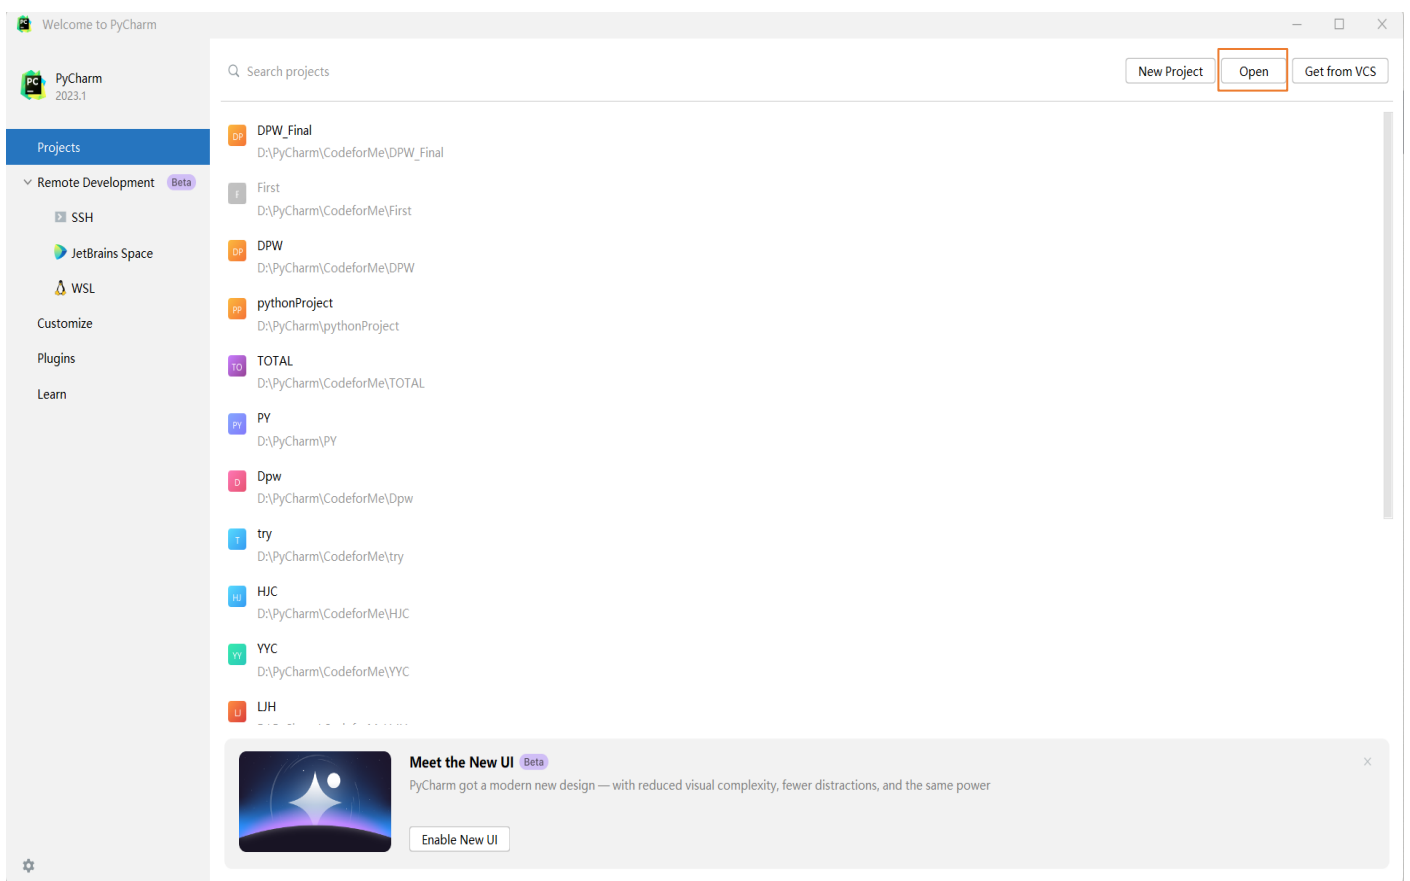 Welcome to PyCharm
PyCharm
2023.1
Projects
Remote Development Beta
SSH
JetBrains Space
WSL
Customize
Plugins
Learn
Search projects
New Project
Open
Get from VCS
DP DPW_Final
D:\PyCharm\CodeforMe\DPW_Final
F First
D:\PyCharm\CodeforMe\First
DP DPW
D:\PyCharm\CodeforMe\DPW
PP pythonProject
D:\PyCharm\pythonProject
TO TOTAL
D:\PyCharm\CodeforMe\TOTAL
PY PY
D:\PyCharm\PY
D Dpw
D:\PyCharm\CodeforMe\Dpw
T try
D:\PyCharm\CodeforMe\try
HJ HJC
D:\PyCharm\CodeforMe\HJC
YY YYC
D:\PyCharm\CodeforMe\YYC
LJ LJH
Meet the New UI Beta
PyCharm got a modern new design — with reduced visual complexity, fewer distractions, and the same power
Enable New UI